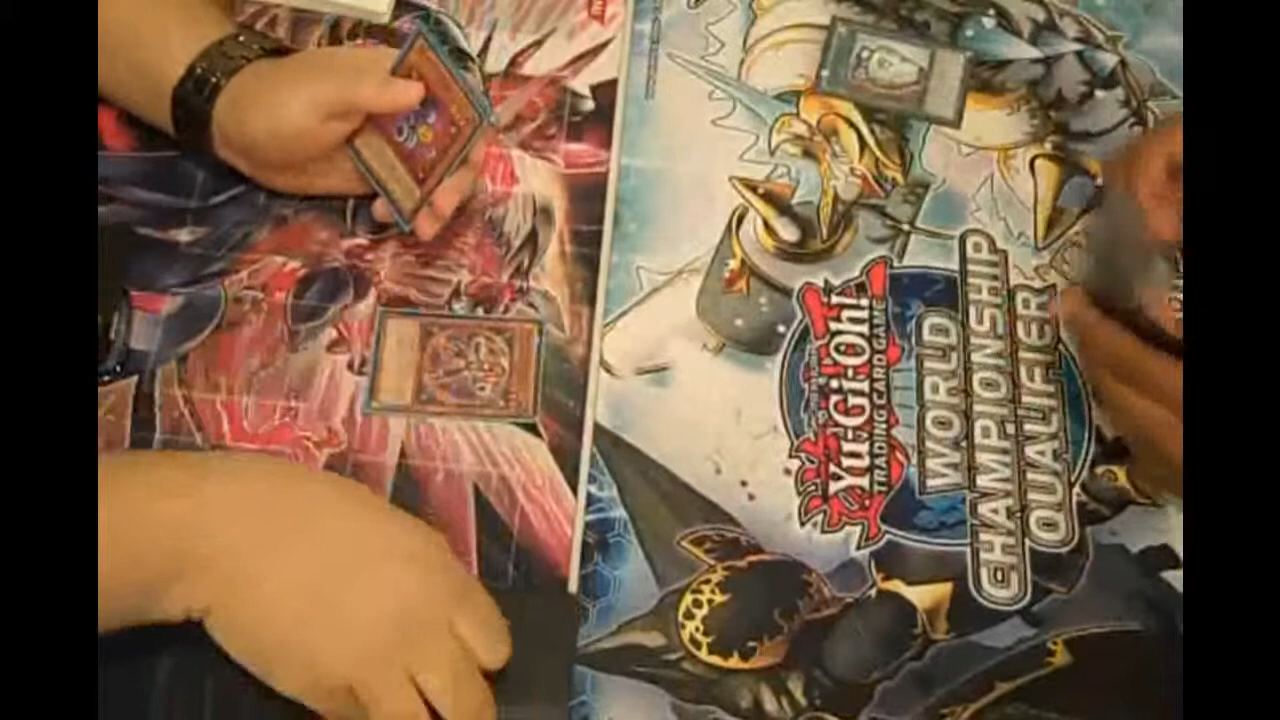 Yu-Gi-Oh!
TRADING CARD GAME
WORLD
CHAMPIONSHIP
QUALIFIER